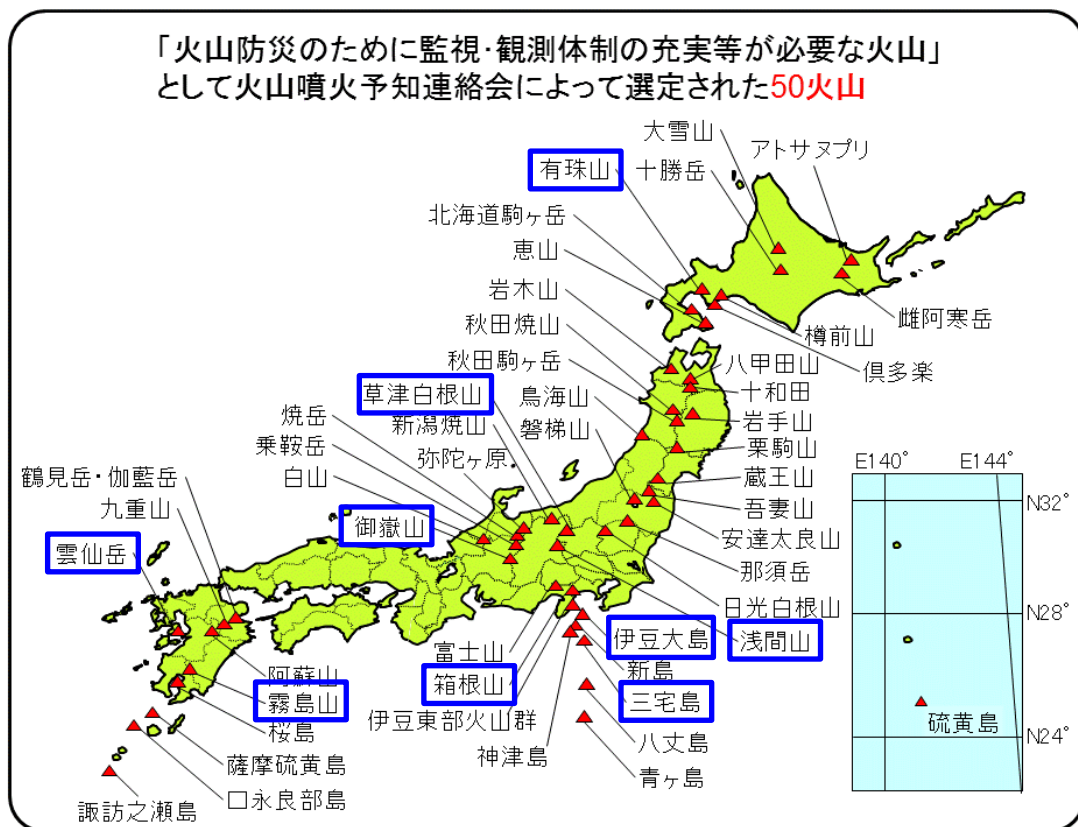 「火山防災のために監視・観測体制の充実等が必要な火山」
として火山噴火予知連絡会によって選定された50火山
大雪山
アトサヌプリ
有珠山
十勝岳
北海道駒ヶ岳
恵山
岩木山
雌阿寒岳
秋田焼山
樽前山
秋田駒ヶ岳
八甲田山
倶多楽
草津白根山
鳥海山
十和田
焼岳
新潟焼山
磐梯山
岩手山
乗鞍岳
弥陀ヶ原.
栗駒山
白山
蔵王山
鶴見岳・伽藍岳
吾妻山
九重山
御嶽山
安達太良山
雲仙岳
那須岳
日光白根山
伊豆大島
浅間山
富士山
新島
阿蘇山
箱根山
霧島山
三宅島
伊豆東部火山群
桜島
八丈島
神津島
薩摩硫黄島
青ヶ島
口永良部島
諏訪之瀬島
E140°
E144°
N32°
N28°
硫黄島
N24°